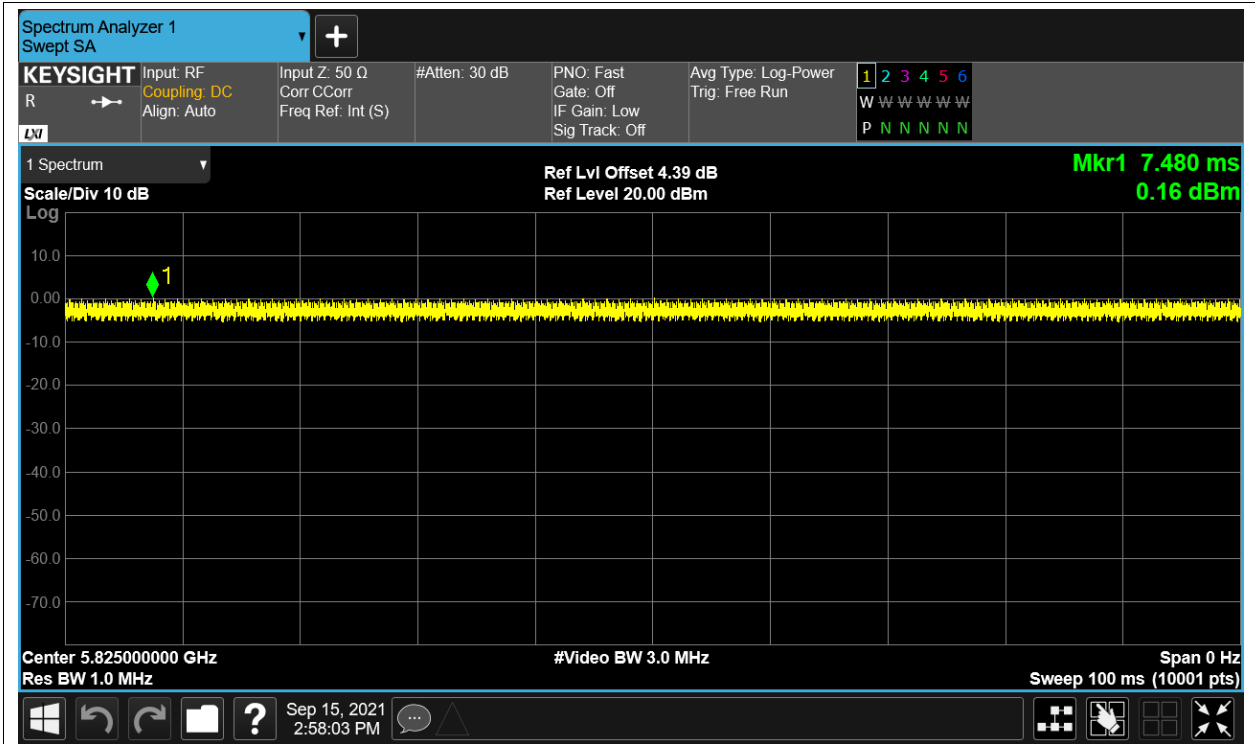 Spectrum Analyzer 1
Swept SA
KEYSIGHT Input: RF Input Z: 50 Ω #Atten: 30 dB PNO: Fast Avg Type: Log-Power 1 2 3 4 5 6
R Coupling: DC Corr CCorr Gate: Off Trig: Free Run W W W W W W
Align: Auto Freq Ref: Int (S) IF Gain: Low
LXI Sig Track: Off P N N N N N
1 Spectrum Ref Lvl Offset 4.39 dB Mkr1 7.480 ms
Scale/Div 10 dB Ref Level 20.00 dBm 0.16 dBm
Log
10.0
1
0.00
-10.0
-20.0
-30.0
-40.0
-50.0
-60.0
-70.0
Center 5.825000000 GHz #Video BW 3.0 MHz Span 0 Hz
Res BW 1.0 MHz Sweep 100 ms (10001 pts)
? Sep 15, 2021
2:58:03 PM